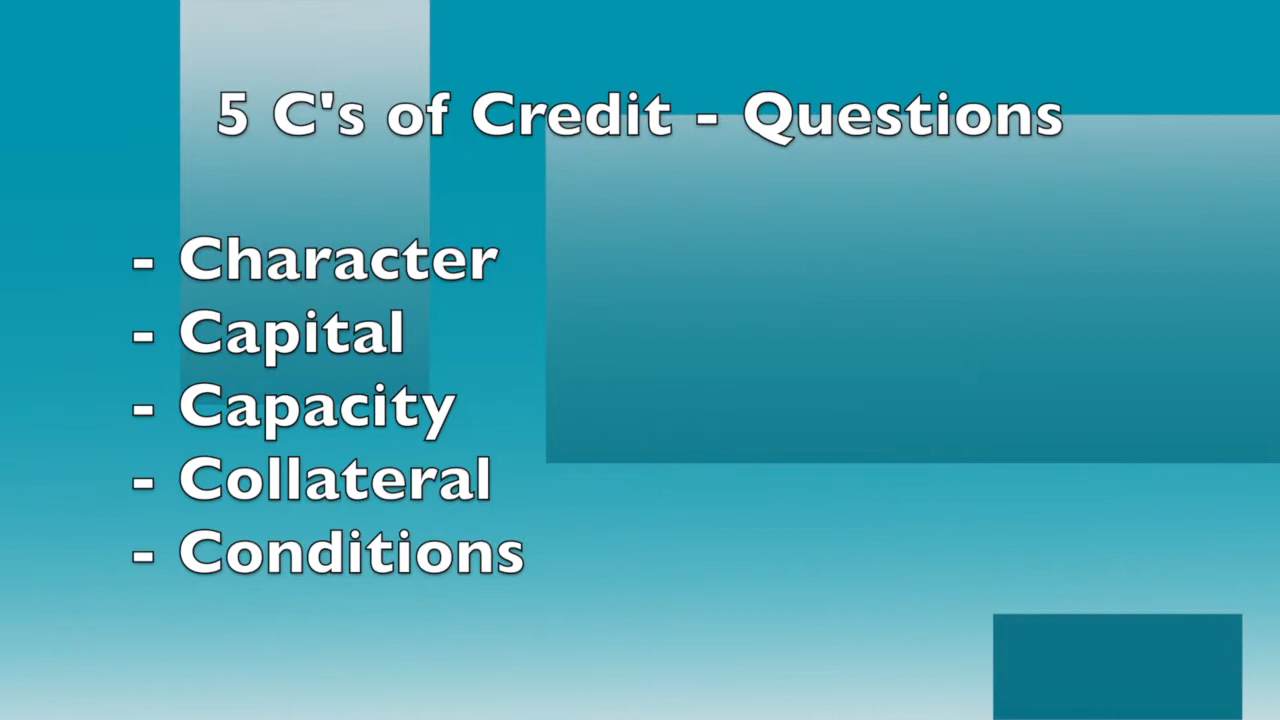 5 C's of Credit - Questions
- Character
- Capital
- Capacity
- Collateral
- Conditions